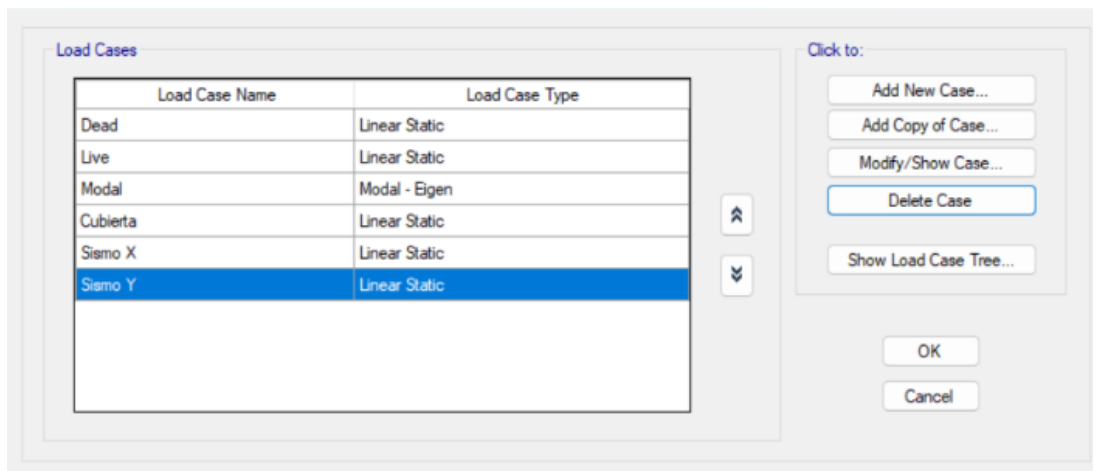 Load Cases
Load Case Name Load Case Type
Dead Linear Static
Live Linear Static
Modal Modal - Eigen
Cubierta Linear Static
Sismo X Linear Static
Sismo Y Linear Static
Click to:
Add New Case...
Add Copy of Case...
Modify/Show Case...
Delete Case
Show Load Case Tree...
OK
Cancel